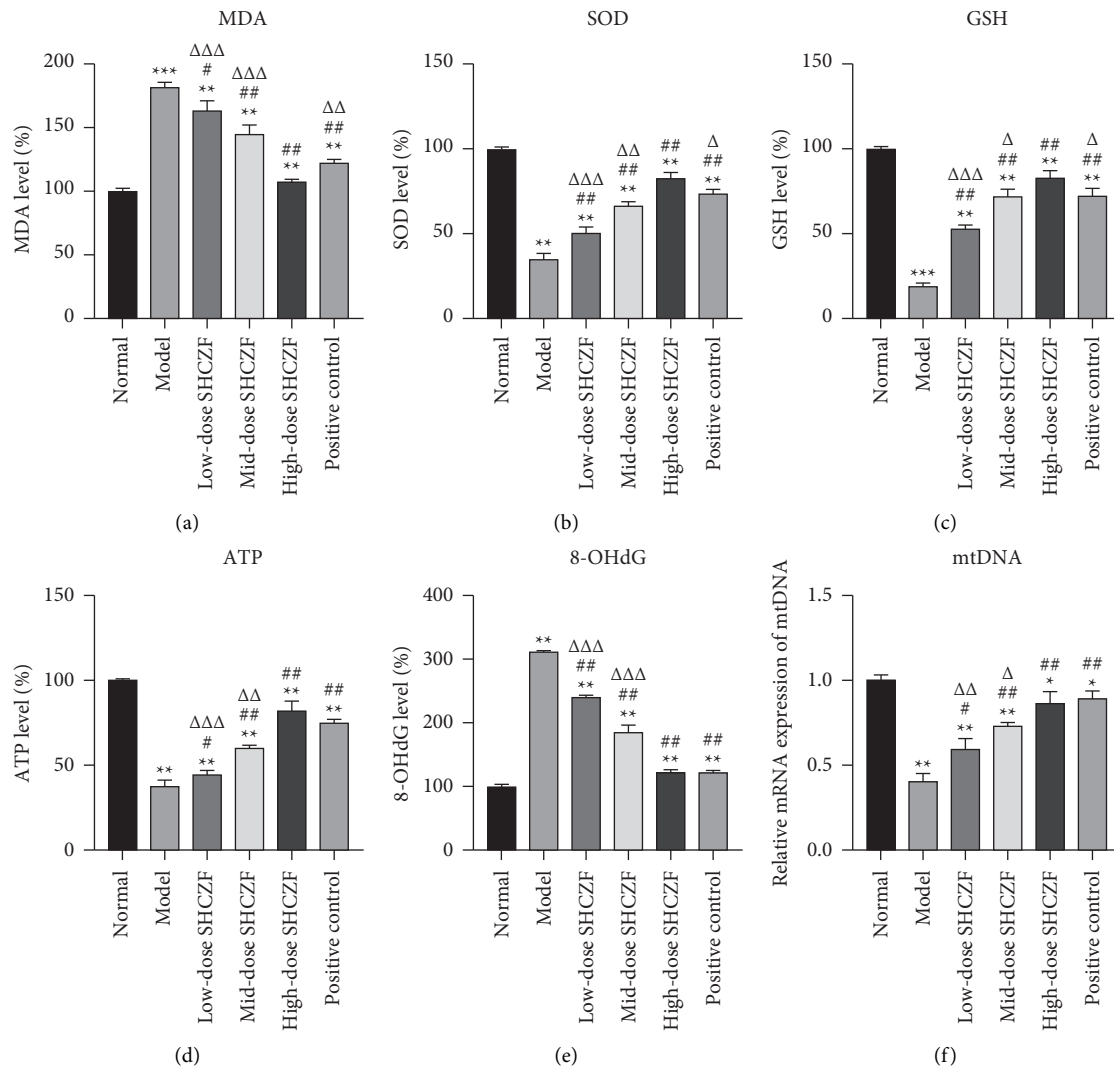 MDA
MDA level (%)
200
150
100
50
0
***
ΔΔΔ
#
**
ΔΔΔ
##
**
##
**
ΔΔ
##
**
Normal
Model
Low-dose SHCZF
Mid-dose SHCZF
High-dose SHCZF
Positive control
(a)
SOD
SOD level (%)
150
100
50
0
**
ΔΔΔ
##
**
ΔΔ
##
**
##
**
Δ
##
**
Normal
Model
Low-dose SHCZF
Mid-dose SHCZF
High-dose SHCZF
Positive control
(b)
GSH
GSH level (%)
150
100
50
0
***
ΔΔΔ
##
**
Δ
##
**
##
**
Δ
##
**
Normal
Model
Low-dose SHCZF
Mid-dose SHCZF
High-dose SHCZF
Positive control
(c)
ATP
ATP level (%)
150
100
50
0
**
ΔΔΔ
#
**
ΔΔ
##
**
##
**
##
**
Normal
Model
Low-dose SHCZF
Mid-dose SHCZF
High-dose SHCZF
Positive control
(d)
8-OHdG
8-OHdG level (%)
400
300
200
100
0
**
ΔΔΔ
##
**
ΔΔΔ
##
**
##
**
##
**
Normal
Model
Low-dose SHCZF
Mid-dose SHCZF
High-dose SHCZF
Positive control
(e)
mtDNA
Relative mRNA expression of mtDNA
1.5
1.0
0.5
0.0
**
ΔΔ
#
**
Δ
##
**
##
*
##
*
Normal
Model
Low-dose SHCZF
Mid-dose SHCZF
High-dose SHCZF
Positive control
(f)